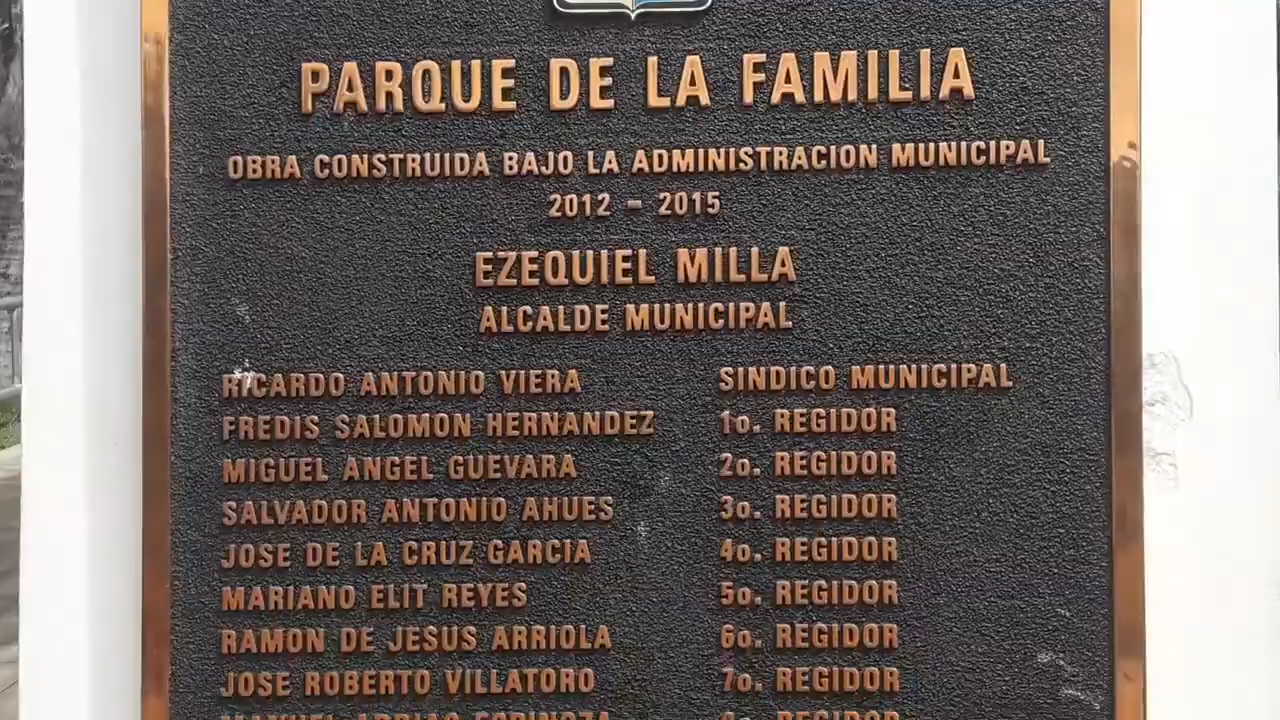 PARQUE DE LA FAMILIA
OBRA CONSTRUIDA BAJO LA ADMINISTRACION MUNICIPAL
2012 - 2015
EZEQUIEL MILLA
ALCALDE MUNICIPAL
RICARDO ANTONIO VIERA SINDICO MUNICIPAL
FREDIS SALOMON HERNANDEZ 1o. REGIDOR
MIGUEL ANGEL GUEVARA 2o. REGIDOR
SALVADOR ANTONIO AHUES 3o. REGIDOR
JOSE DE LA CRUZ GARCIA 4o. REGIDOR
MARIANO ELIT REYES 5o. REGIDOR
RAMON DE JESUS ARRIOLA 6o. REGIDOR
JOSE ROBERTO VILLATORO 7o. REGIDOR